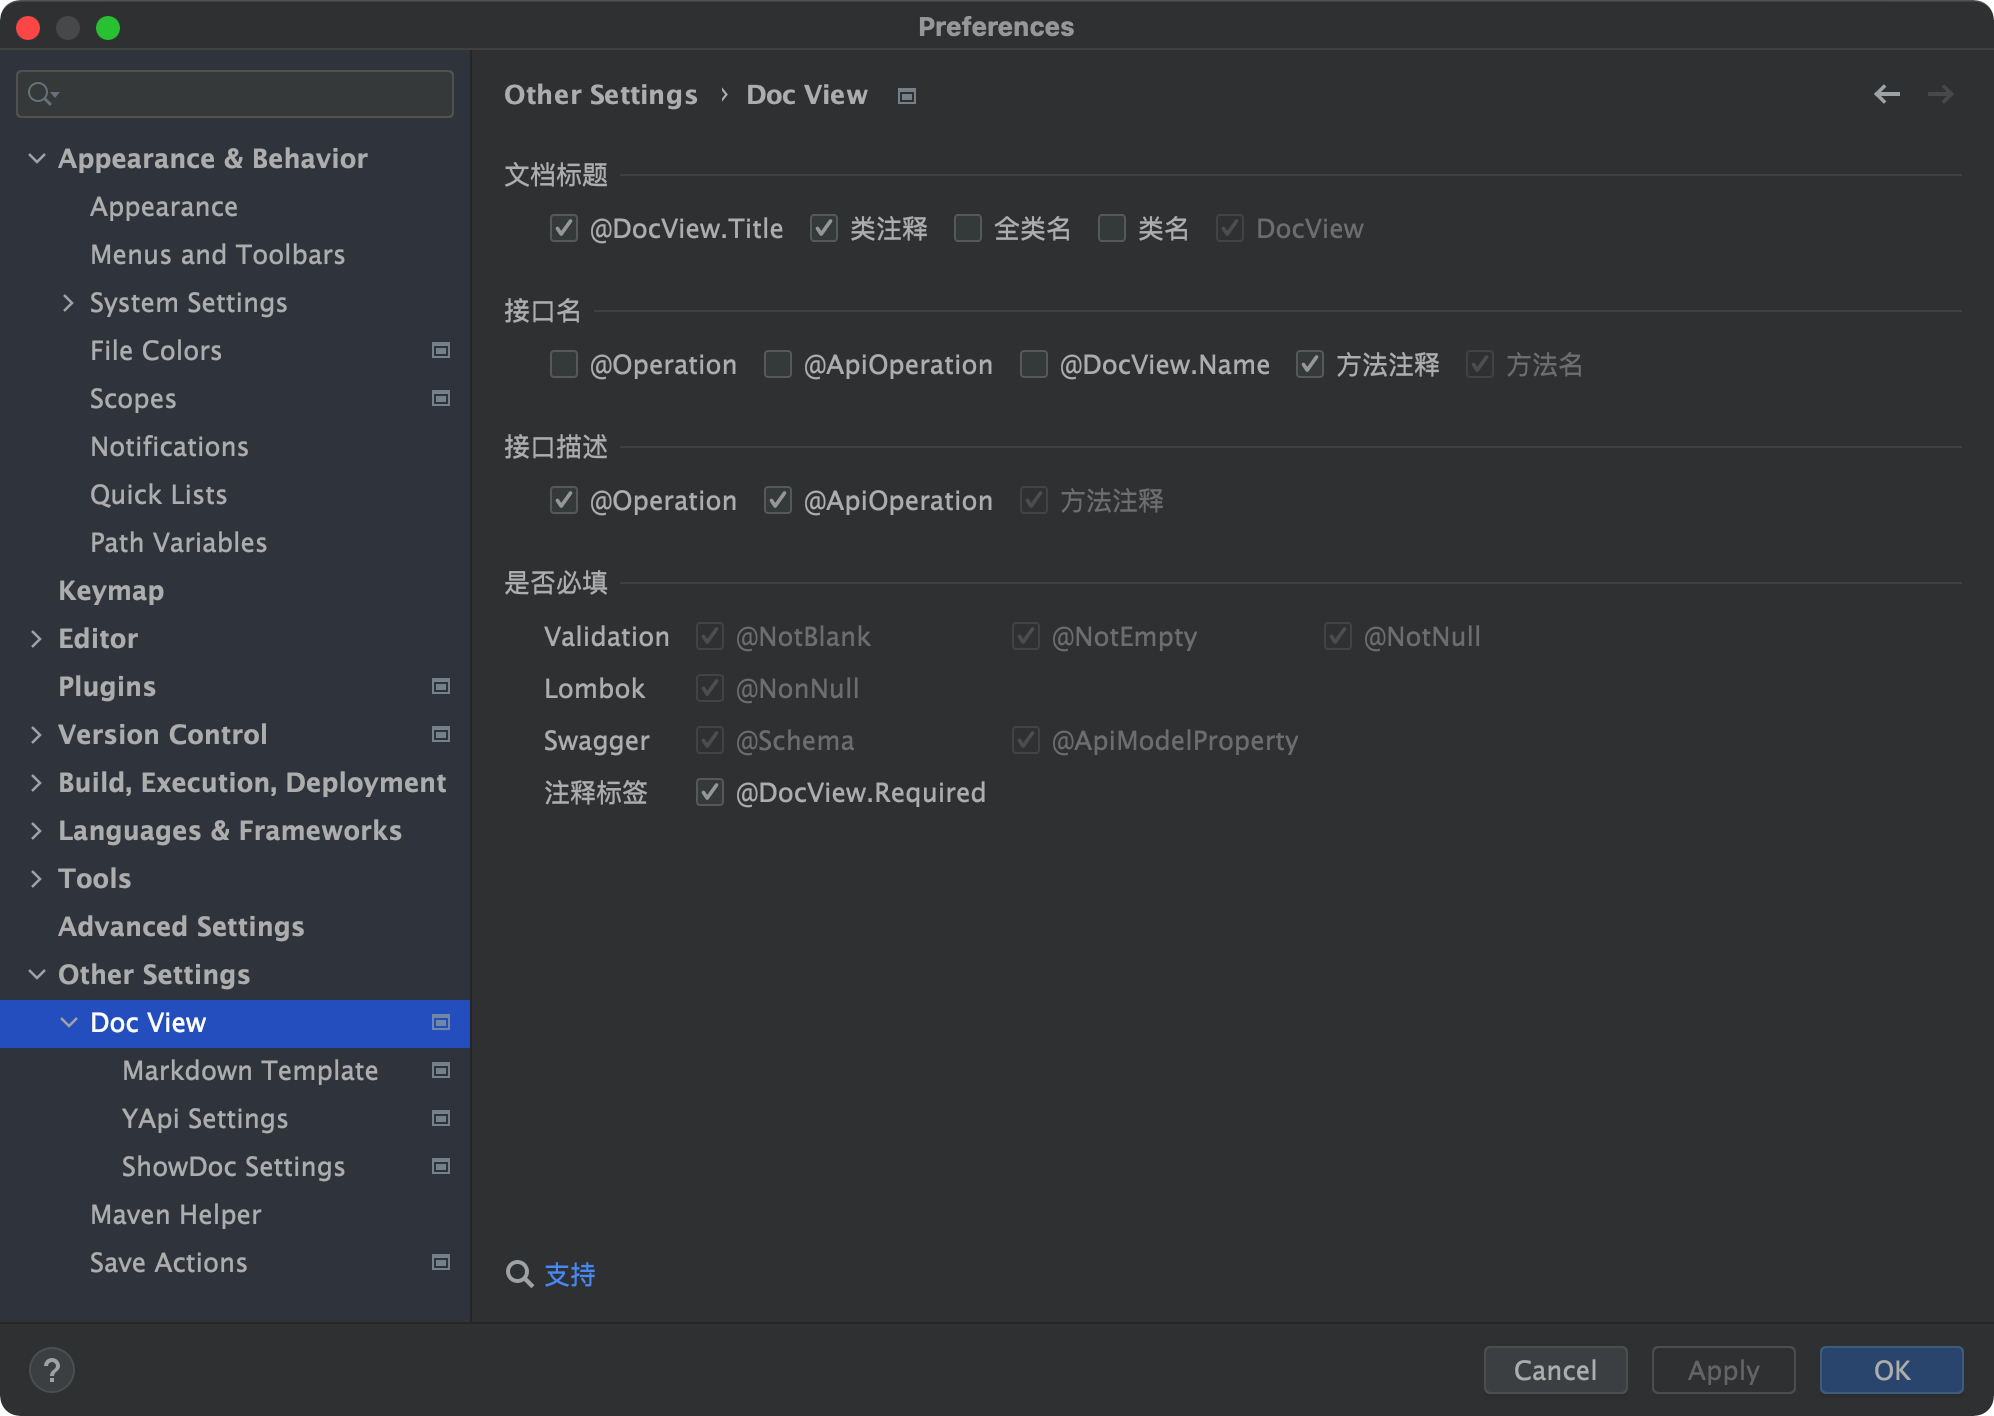 Preferences
Appearance & Behavior
Appearance
Menus and Toolbars
System Settings
File Colors
Scopes
Notifications
Quick Lists
Path Variables
Keymap
Editor
Plugins
Version Control
Build, Execution, Deployment
Languages & Frameworks
Tools
Advanced Settings
Other Settings
Doc View
Markdown Template
YApi Settings
ShowDoc Settings
Maven Helper
Save Actions
Other Settings › Doc View
文档标题
@DocView.Title 类注释 全类名 类名 DocView
接口名
@Operation @ApiOperation @DocView.Name 方法注释 方法名
接口描述
@Operation @ApiOperation 方法注释
是否必填
Validation @NotBlank @NotEmpty @NotNull
Lombok @NonNull
Swagger @Schema @ApiModelProperty
注释标签 @DocView.Required
支持
? Cancel Apply OK